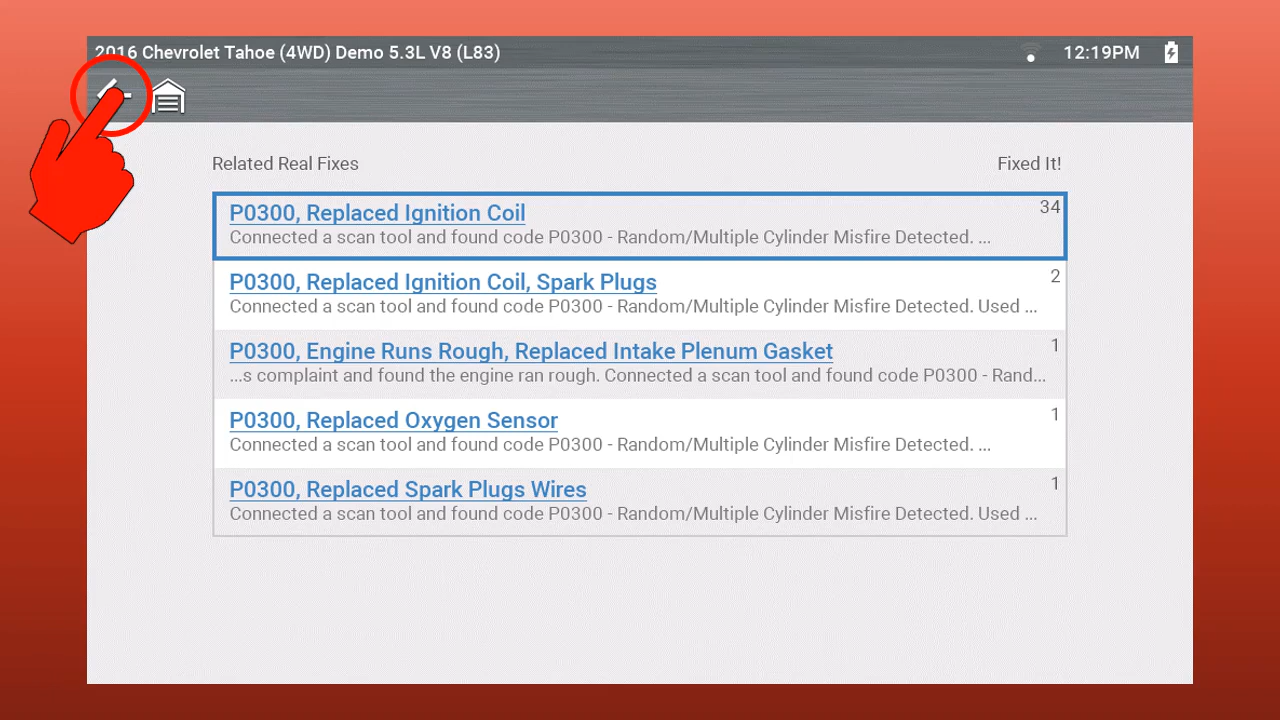 2016 Chevrolet Tahoe (4WD) Demo 5.3L V8 (L83)
12:19PM
Related Real Fixes
Fixed It!
P0300, Replaced Ignition Coil
34
Connected a scan tool and found code P0300 - Random/Multiple Cylinder Misfire Detected. ...
P0300, Replaced Ignition Coil, Spark Plugs
2
Connected a scan tool and found code P0300 - Random/Multiple Cylinder Misfire Detected. Used ...
P0300, Engine Runs Rough, Replaced Intake Plenum Gasket
1
...s complaint and found the engine ran rough. Connected a scan tool and found code P0300 - Rand...
P0300, Replaced Oxygen Sensor
1
Connected a scan tool and found code P0300 - Random/Multiple Cylinder Misfire Detected. ...
P0300, Replaced Spark Plugs Wires
1
Connected a scan tool and found code P0300 - Random/Multiple Cylinder Misfire Detected. Used ...